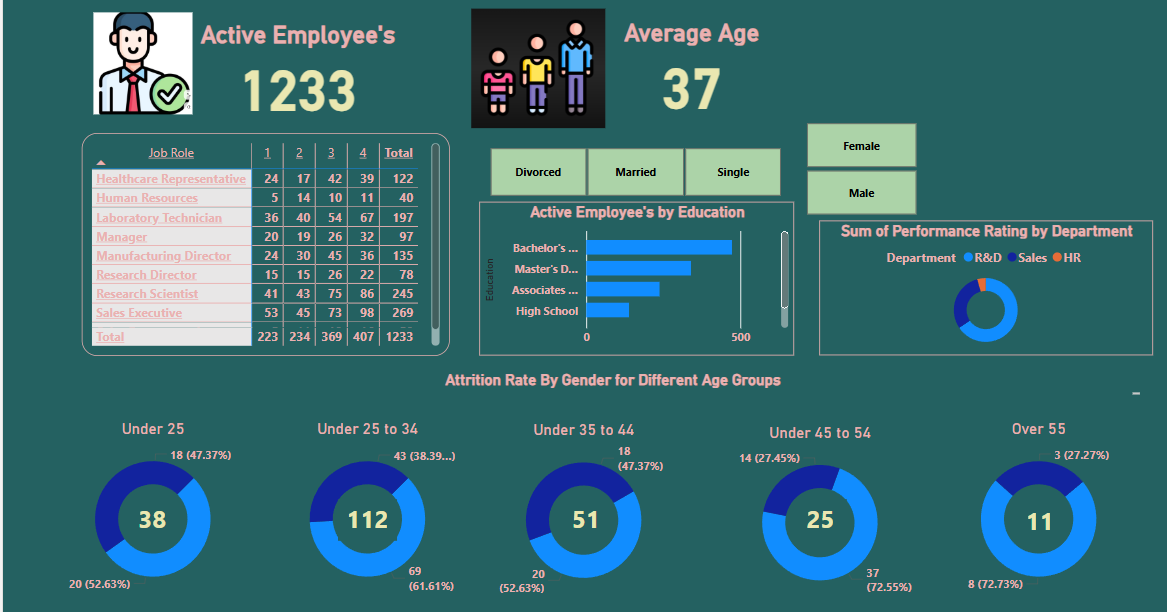 Active Employee's
1233
Average Age
37
Job Role 1 2 3 4 Total
Healthcare Representative 24 17 42 39 122
Human Resources 5 14 10 11 40
Laboratory Technician 36 40 54 67 197
Manager 20 19 26 32 97
Manufacturing Director 24 30 45 36 135
Research Director 15 15 26 22 78
Research Scientist 41 43 75 86 245
Sales Executive 53 45 73 98 269
Total 223 234 369 407 1233
Divorced Married Single
Female
Male
Active Employee's by Education
Education
Bachelor's ...
Master's D...
Associates ...
High School
0 500
Sum of Performance Rating by Department
Department R&D Sales HR
Attrition Rate By Gender for Different Age Groups
Under 25
18 (47.37%)
38
20 (52.63%)
Under 25 to 34
43 (38.39...)
112
69
(61.61%)
Under 35 to 44
18
(47.37%)
51
20
(52.63%)
Under 45 to 54
14 (27.45%)
25
37
(72.55%)
Over 55
3 (27.27%)
11
8 (72.73%)